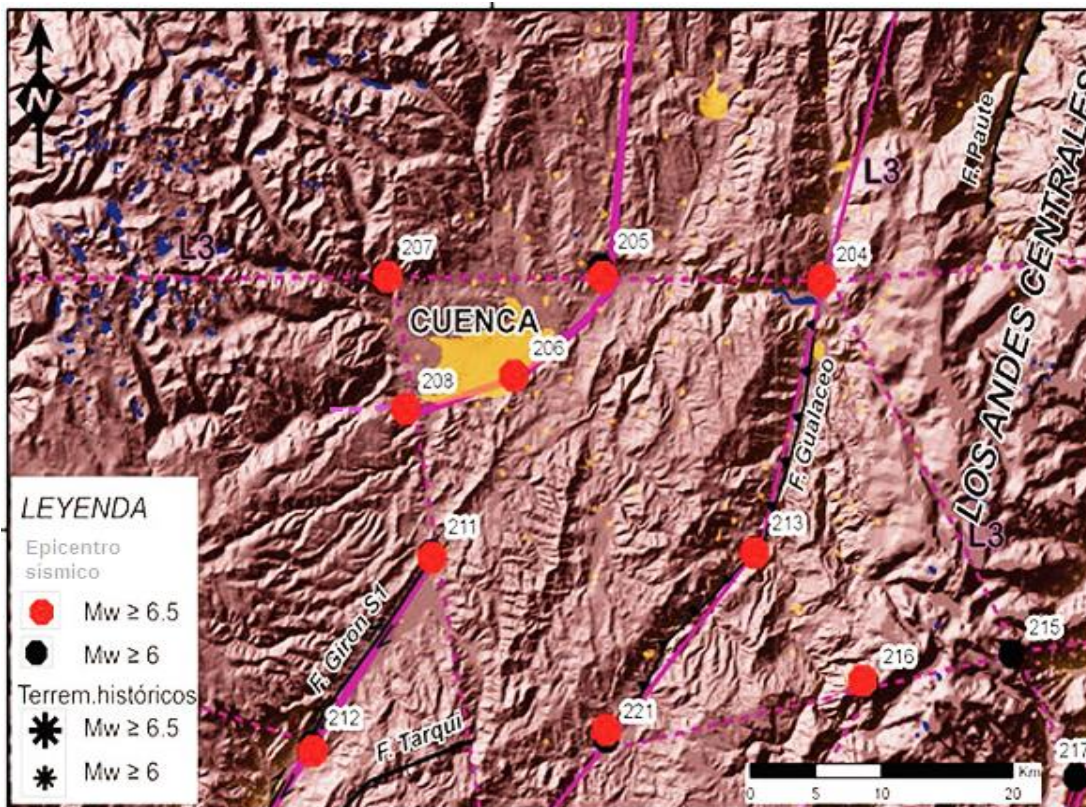 N
L3
207
205
L3
204
F. Paute
LOS ANDES CENTRALES
CUENCA
206
208
F. Gualaceo
L3
211
213
F. Giron S1
215
216
212
221
F. Tarqui
217
LEYENDA
Epicentro
sísmico
Mw ≥ 6.5
Mw ≥ 6
Terrem.históricos
Mw ≥ 6.5
Mw ≥ 6
Km
0 5 10 20